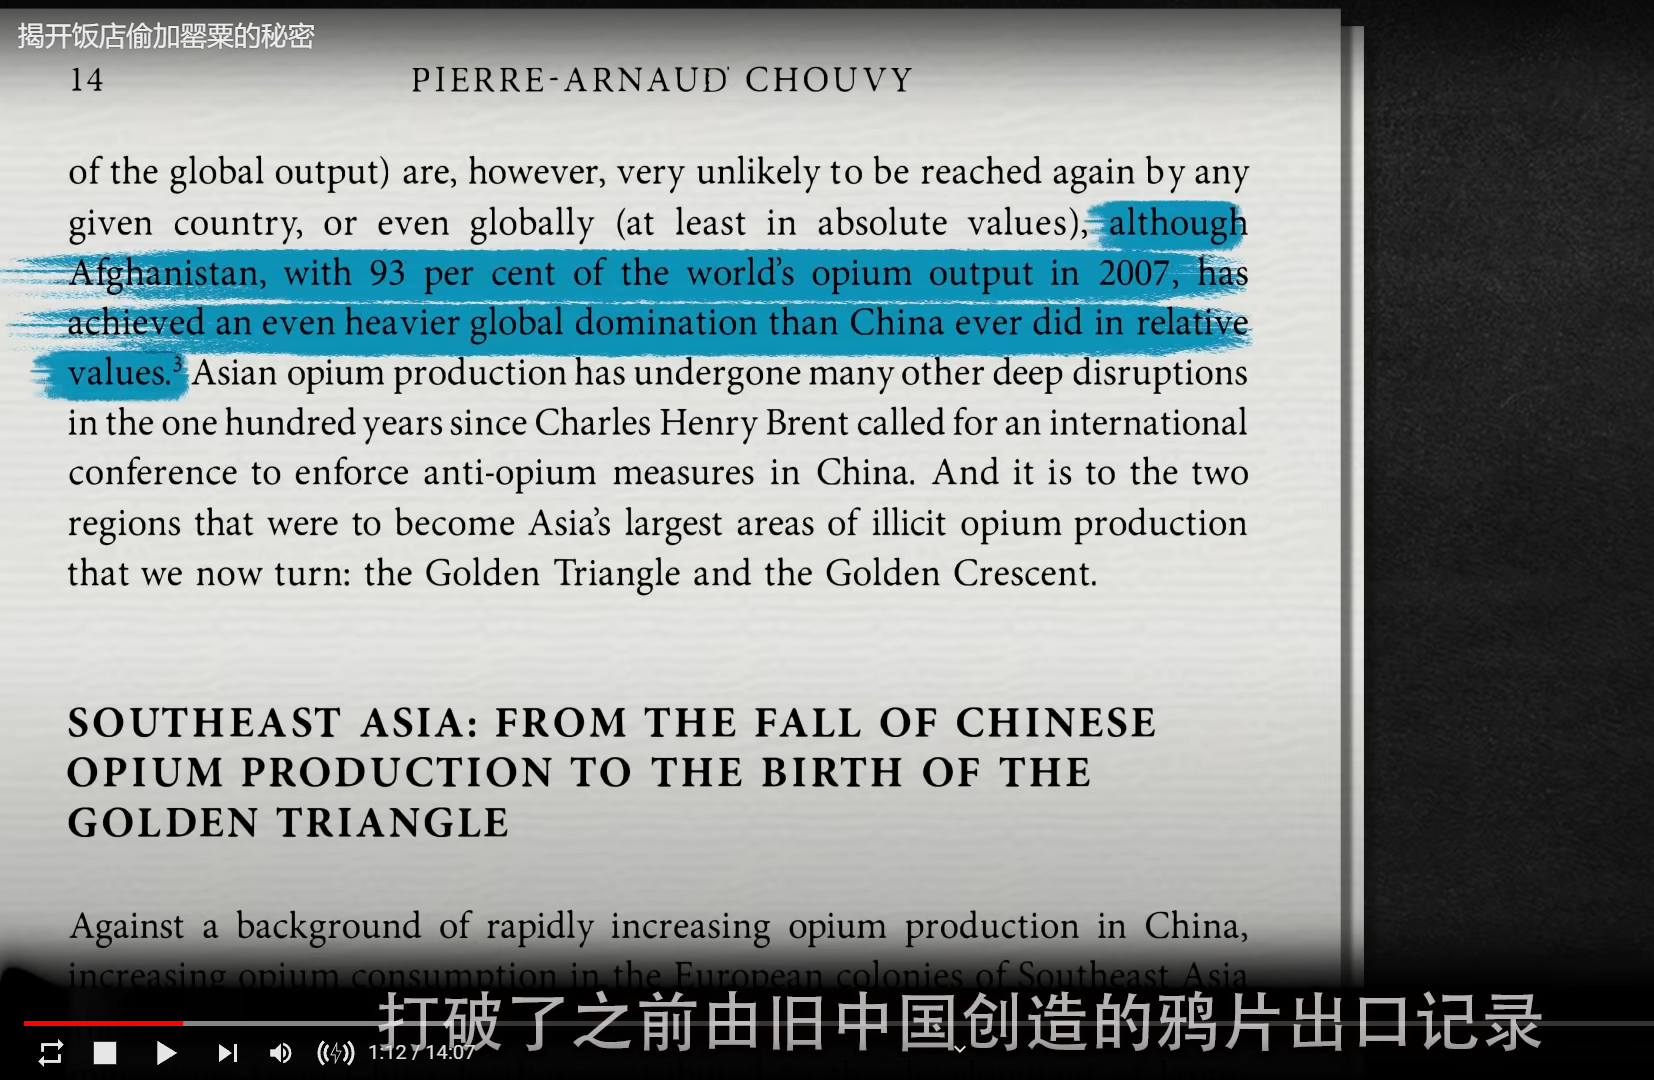 揭开饭店偷加罂粟的秘密
14 PIERRE-ARNAUD CHOUVY
of the global output) are, however, very unlikely to be reached again by any
given country, or even globally (at least in absolute values), although
Afghanistan, with 93 per cent of the world's opium output in 2007, has
achieved an even heavier global domination than China ever did in relative
values.³ Asian opium production has undergone many other deep disruptions
in the one hundred years since Charles Henry Brent called for an international
conference to enforce anti-opium measures in China. And it is to the two
regions that were to become Asia's largest areas of illicit opium production
that we now turn: the Golden Triangle and the Golden Crescent.
SOUTHEAST ASIA: FROM THE FALL OF CHINESE
OPIUM PRODUCTION TO THE BIRTH OF THE
GOLDEN TRIANGLE
Against a background of rapidly increasing opium production in China,
increasing opium consumption in the European colonies of Southeast Asia
打破了之前由旧中国创造的鸦片出口记录
1:12 / 14:07